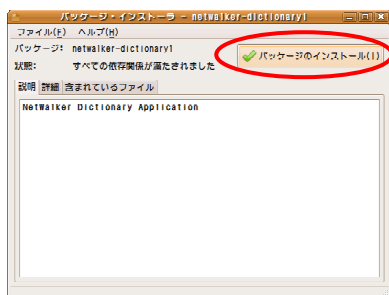 パッケージ・インストーラ - netwalker-dictionary1
ファイル(F) ヘルプ(H)
パッケージ: netwalker-dictionary1
パッケージのインストール(I)
状態: すべての依存関係が満たされました
説明 詳細 含まれているファイル
NetWalker Dictionary Application